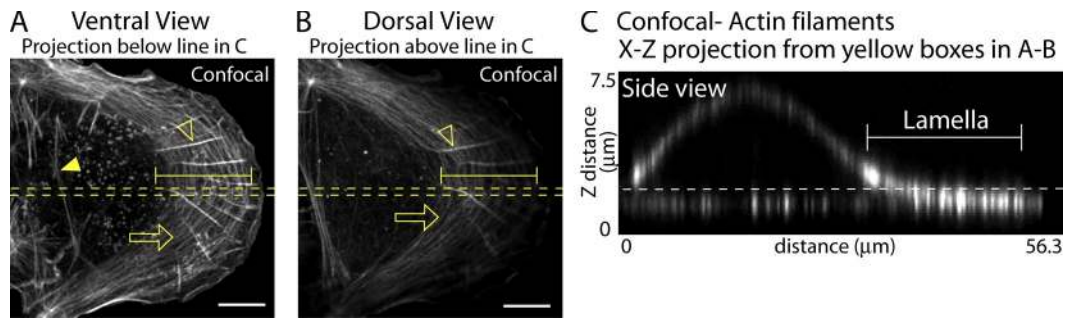 A Ventral View
Projection below line in C
Confocal
B Dorsal View
Projection above line in C
Confocal
C Confocal- Actin filaments
X-Z projection from yellow boxes in A-B
7.5
Side view
Lamella
Z distance
(μm)
0
0 distance (μm) 56.3